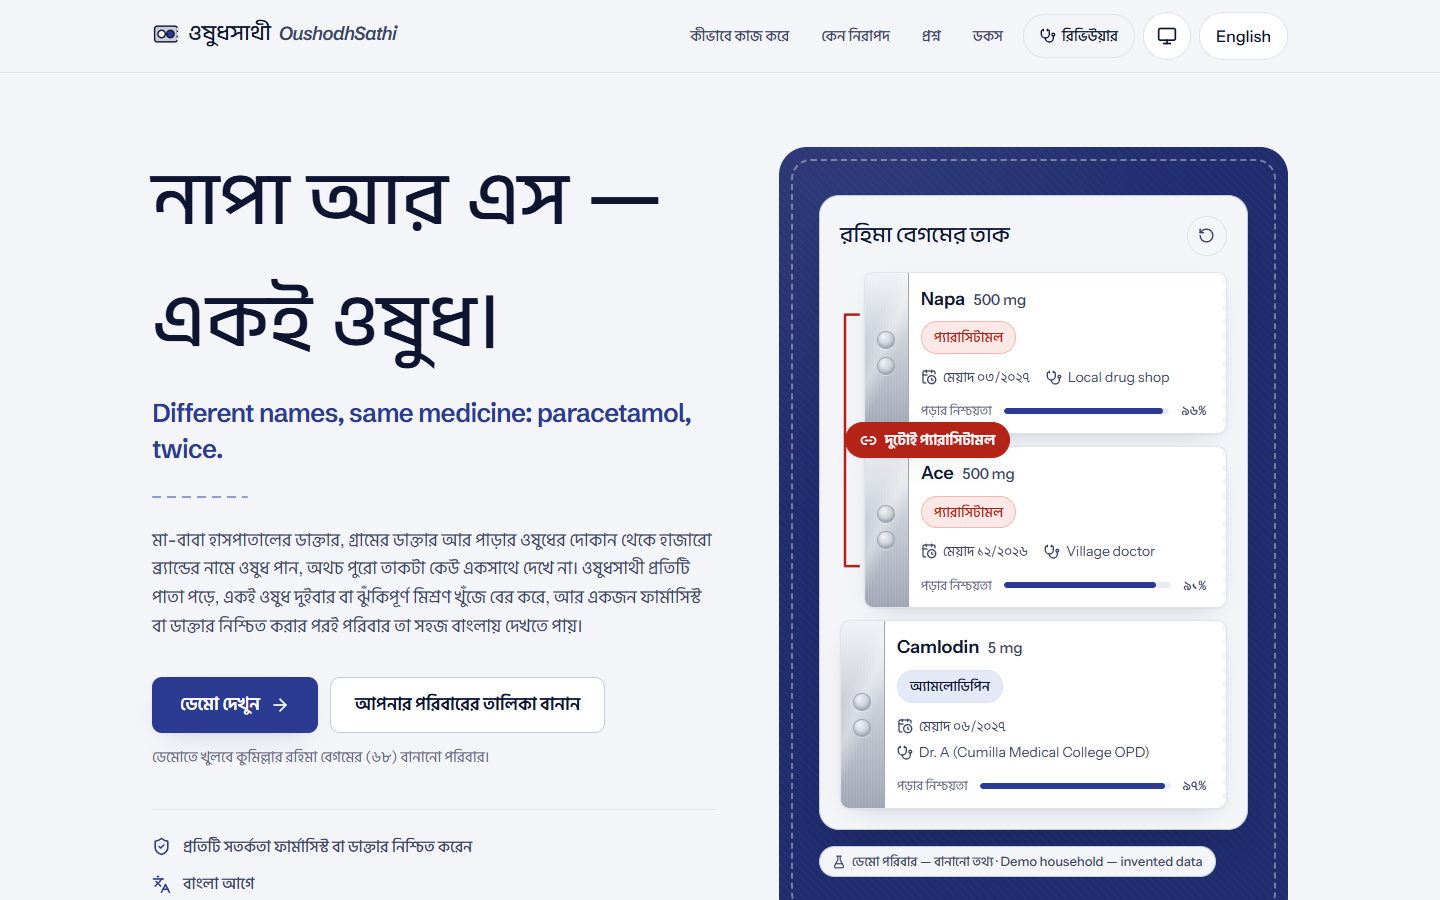 ওষুধসাথী OushodhSathi
কীভাবে কাজ করে
কেন নিরাপদ
প্রশ্ন
ডকস
রিভিউয়ার
English
নাপা আর এস —
একই ওষুধ।
Different names, same medicine: paracetamol,
twice.
মা-বাবা হাসপাতালের ডাক্তার, গ্রামের ডাক্তার আর পাড়ার ওষুধের দোকান থেকে হাজারো
ব্র্যান্ডের নামে ওষুধ পান, অথচ পুরো তাকটা কেউ একসাথে দেখে না। ওষুধসাথী প্রতিটি
পাতা পড়ে, একই ওষুধ দুইবার বা ঝুঁকিপূর্ণ মিশ্রণ খুঁজে বের করে, আর একজন ফার্মাসিস্ট
বা ডাক্তার নিশ্চিত করার পরই পরিবার তা সহজ বাংলায় দেখতে পায়।
ডেমো দেখুন
আপনার পরিবারের তালিকা বানান
ডেমোতে খুলবে কুমিল্লার রহিমা বেগমের (৬৮) বানানো পরিবার।
প্রতিটি সতর্কতা ফার্মাসিস্ট বা ডাক্তার নিশ্চিত করেন
বাংলা আগে
রহিমা বেগমের তাক
Napa 500 mg
প্যারাসিটামল
মেয়াদ ০৩/২০২৭ Local drug shop
পড়ার নিশ্চয়তা ৯৬%
দুটোই প্যারাসিটামল
Ace 500 mg
প্যারাসিটামল
মেয়াদ ১২/২০২৬ Village doctor
পড়ার নিশ্চয়তা ৯১%
Camlodin 5 mg
অ্যামলোডিপিন
মেয়াদ ০৬/২০২৭
Dr. A (Cumilla Medical College OPD)
পড়ার নিশ্চয়তা ৯৭%
ডেমো পরিবার — বানানো তথ্য · Demo household — invented data